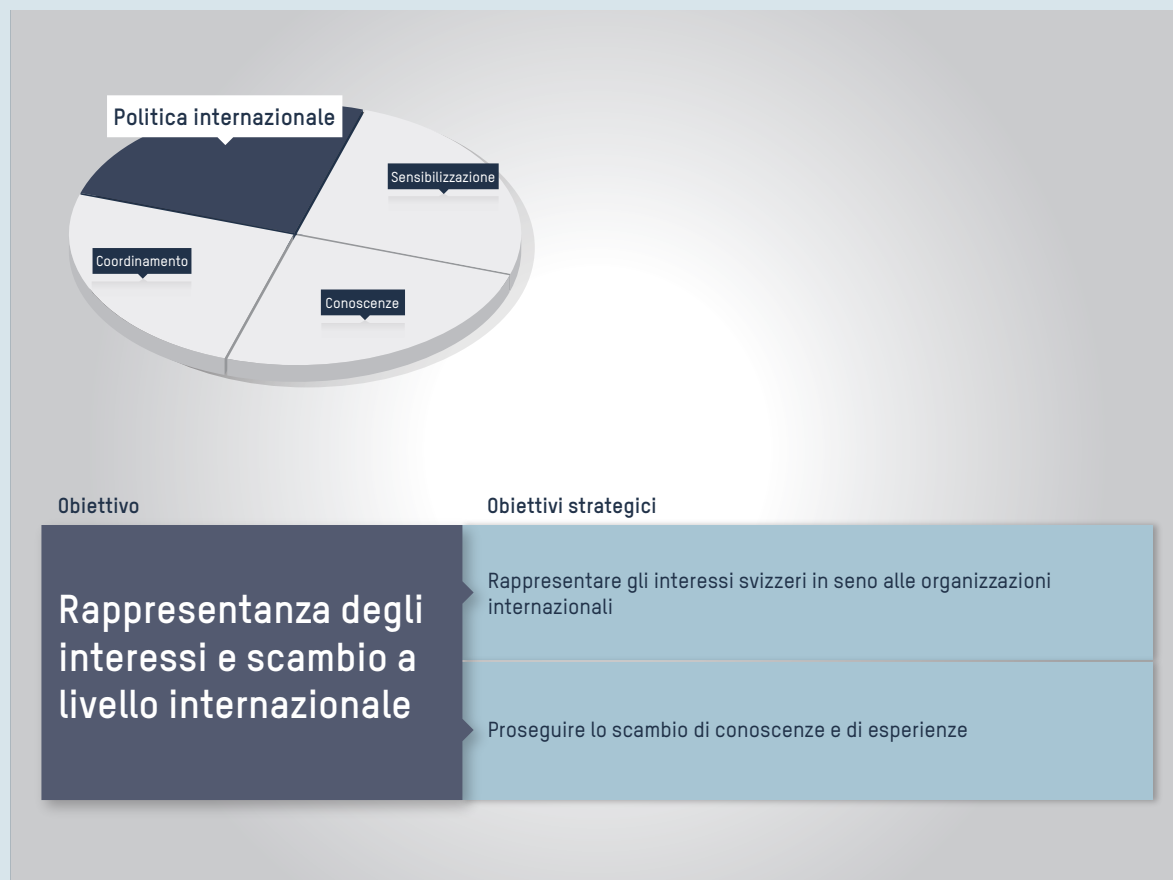 Politica internazionale
Sensibilizzazione
Coordinamento
Conoscenze
Obiettivo
Obiettivi strategici
Rappresentanza degli
interessi e scambio a
livello internazionale
Rappresentare gli interessi svizzeri in seno alle organizzazioni
internazionali
Proseguire lo scambio di conoscenze e di esperienze